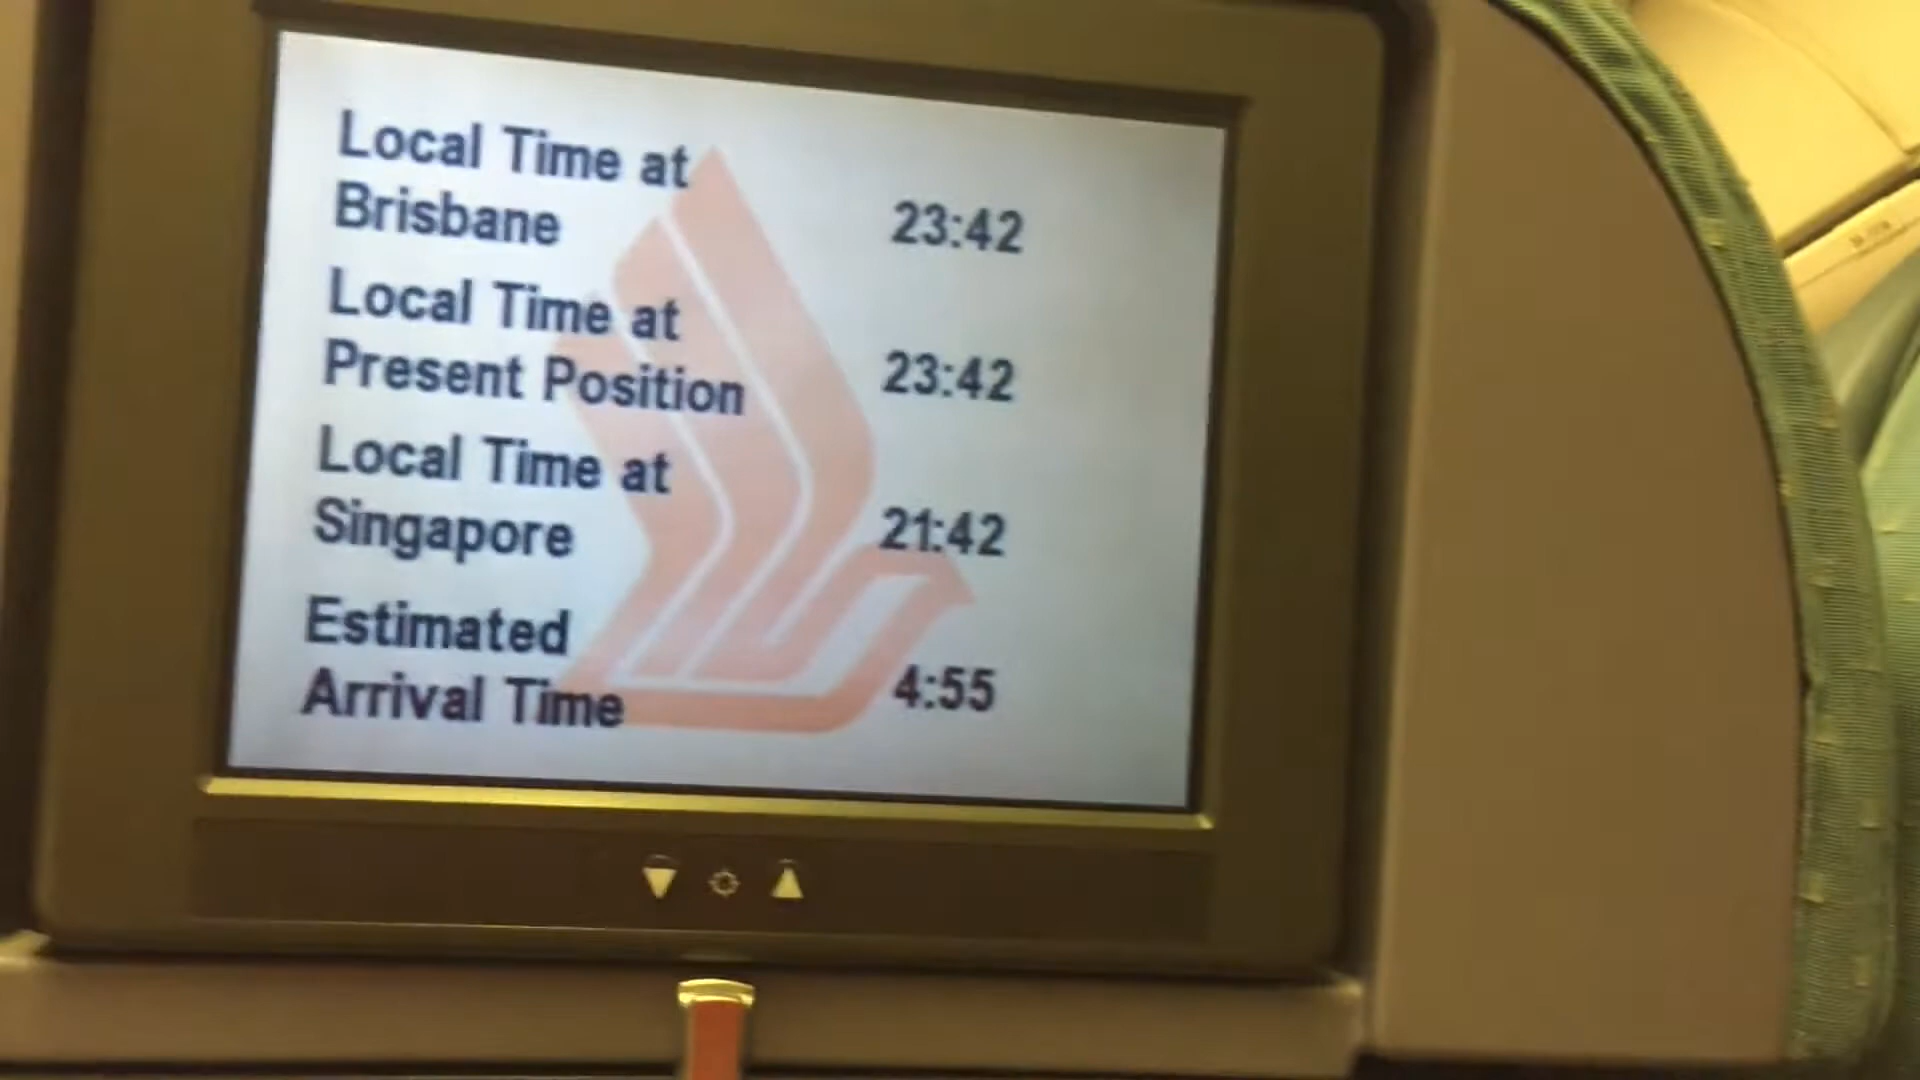 Local Time at
Brisbane 23:42
Local Time at
Present Position 23:42
Local Time at
Singapore 21:42
Estimated
Arrival Time 4:55